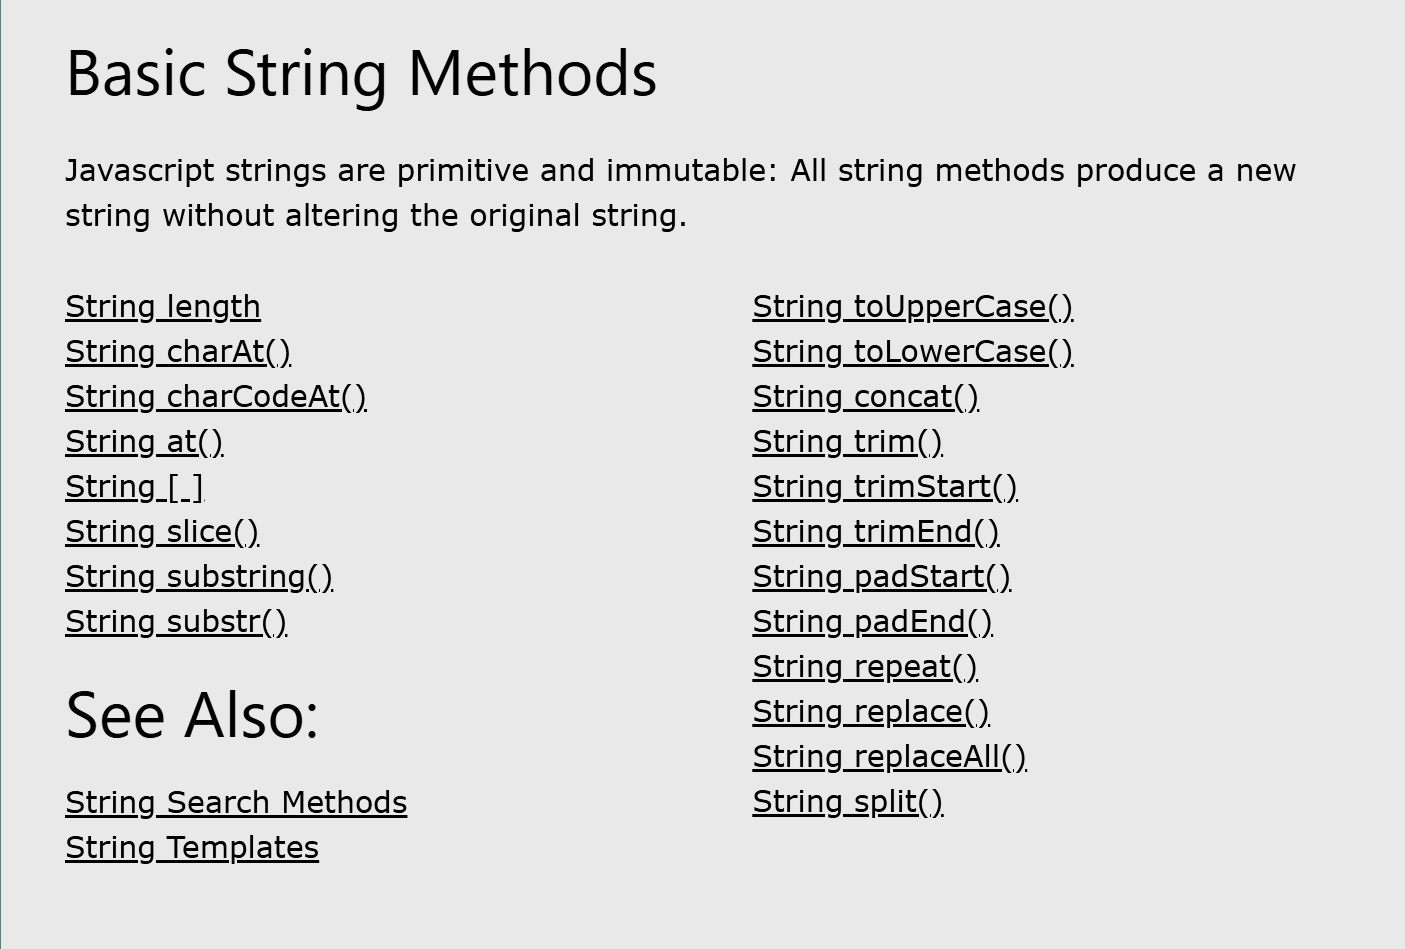 Basic String Methods
Javascript strings are primitive and immutable: All string methods produce a new
string without altering the original string.
String length
String charAt()
String charCodeAt()
String at()
String [ ]
String slice()
String substring()
String substr()
See Also:
String Search Methods
String Templates
String toUpperCase()
String toLowerCase()
String concat()
String trim()
String trimStart()
String trimEnd()
String padStart()
String padEnd()
String repeat()
String replace()
String replaceAll()
String split()